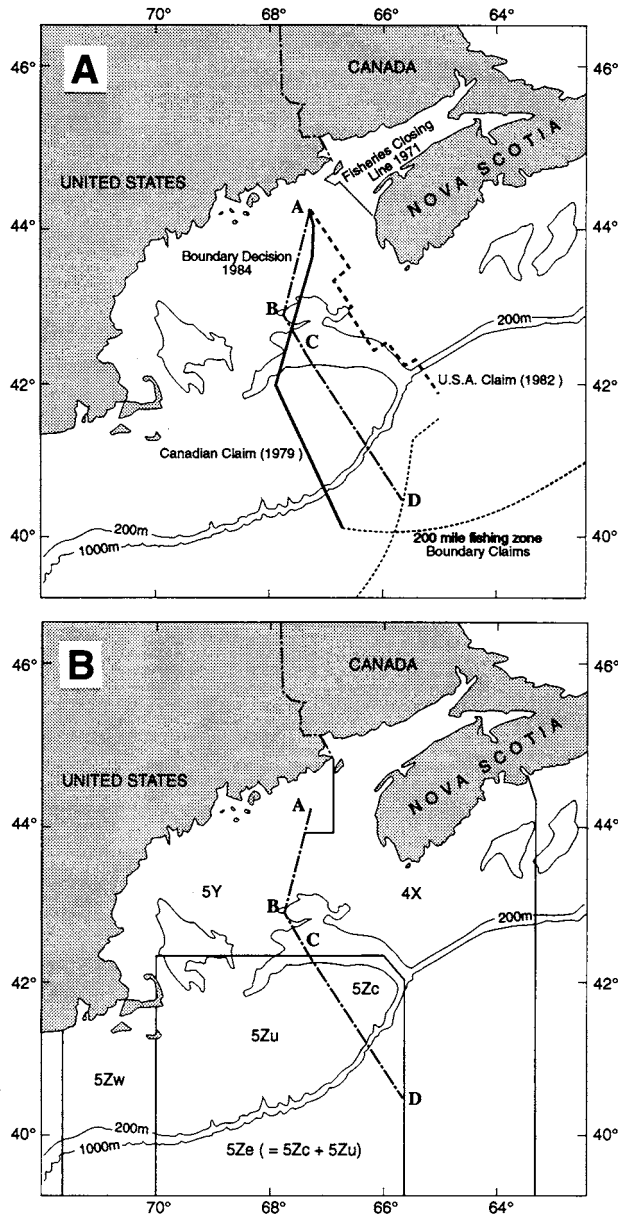 70° 68° 66° 64°
46° 46°
A
CANADA
Fisheries Closing
Line 1971
NOVA SCOTIA
UNITED STATES
44° A 44°
Boundary Decision
1984
B
200m
C
42° 42°
U.S.A. Claim (1982)
Canadian Claim (1979)
D
200m
40° 1000m 40°
200 mile fishing zone
Boundary Claims
46° 46°
B
CANADA
NOVA SCOTIA
UNITED STATES
44° A 44°
5Y 4X
B
200m
C
42° 42°
5Zc
5Zu
5Zw
D
200m
40° 1000m 40°
5Ze (= 5Zc + 5Zu)
70° 68° 66° 64°